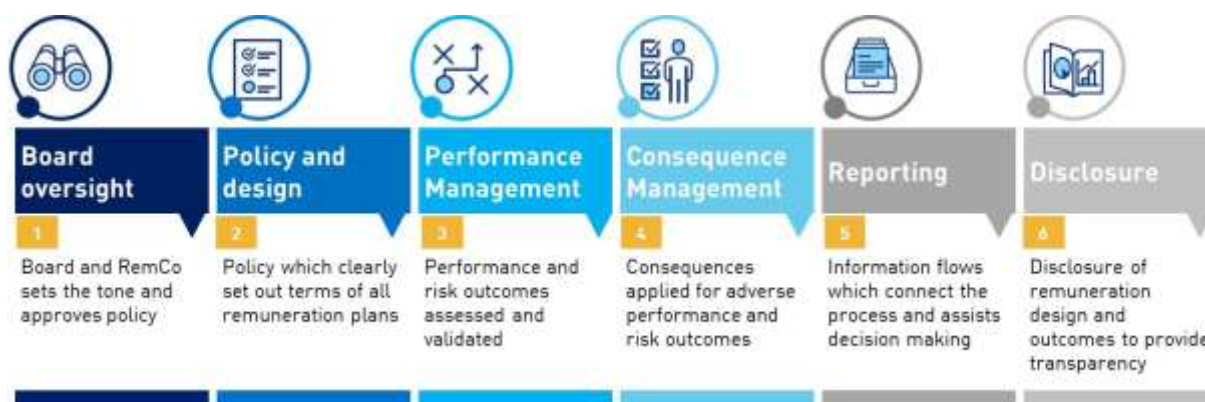 Board
oversight
1
Board and RemCo
sets the tone and
approves policy
Policy and
design
2
Policy which clearly
set out terms of all
remuneration plans
Performance
Management
3
Performance and
risk outcomes
assessed and
validated
Consequence
Management
4
Consequences
applied for adverse
performance and
risk outcomes
Reporting
5
Information flows
which connect the
process and assists
decision making
Disclosure
6
Disclosure of
remuneration
design and
outcomes to provide
transparency